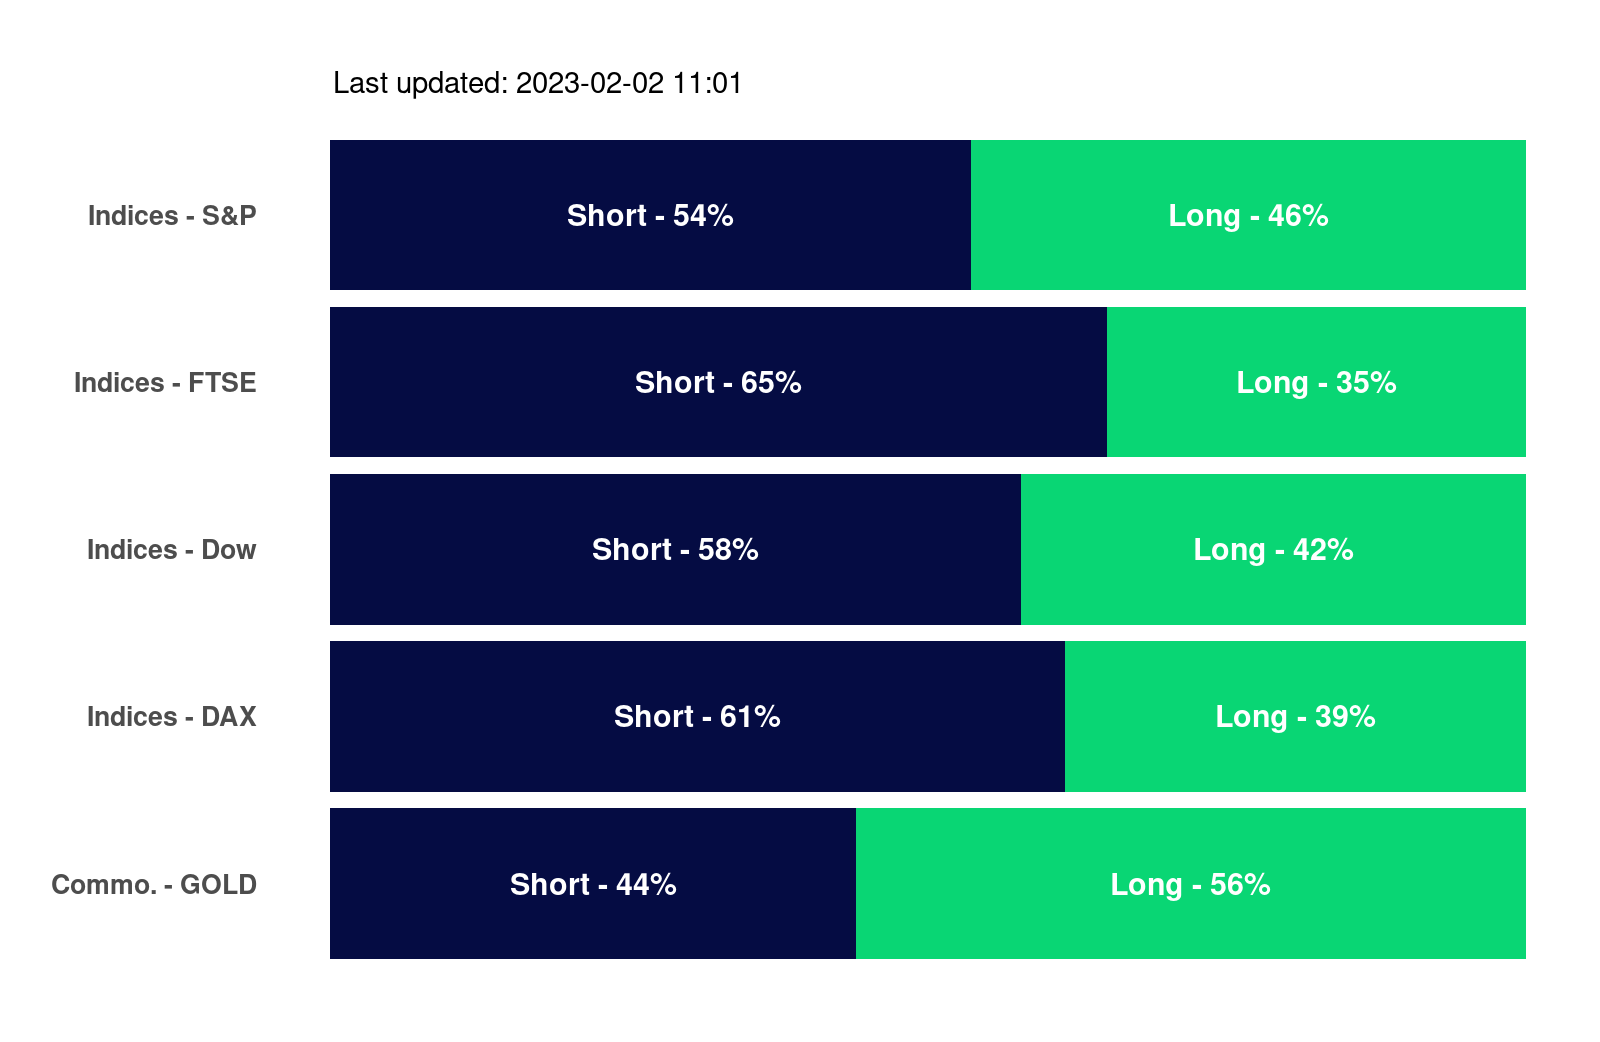 Last updated: 2023-02-02 11:01
Indices - S&P Short - 54% Long - 46%
Indices - FTSE Short - 65% Long - 35%
Indices - Dow Short - 58% Long - 42%
Indices - DAX Short - 61% Long - 39%
Commo. - GOLD Short - 44% Long - 56%